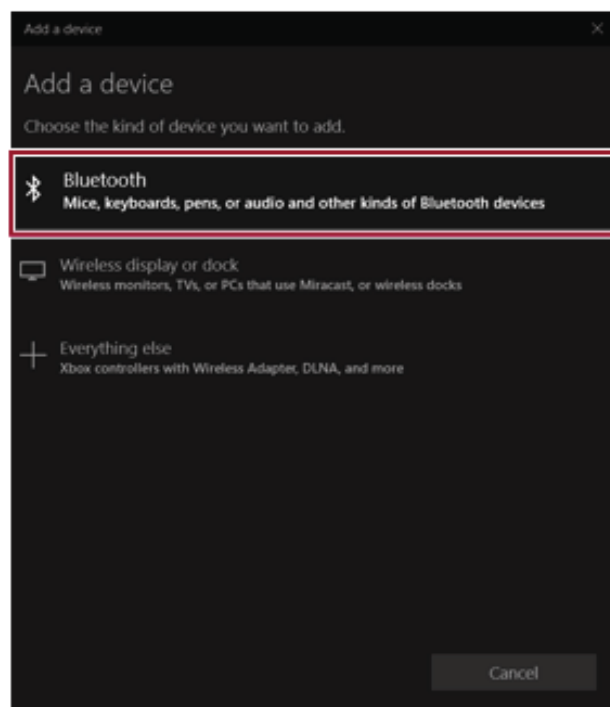 Add a device
Add a device
Choose the kind of device you want to add.
Bluetooth
Mice, keyboards, pens, or audio and other kinds of Bluetooth devices
Wireless display or dock
Wireless monitors, TVs, or PCs that use Miracast, or wireless docks
Everything else
Xbox controllers with Wireless Adapter, DLNA, and more
Cancel